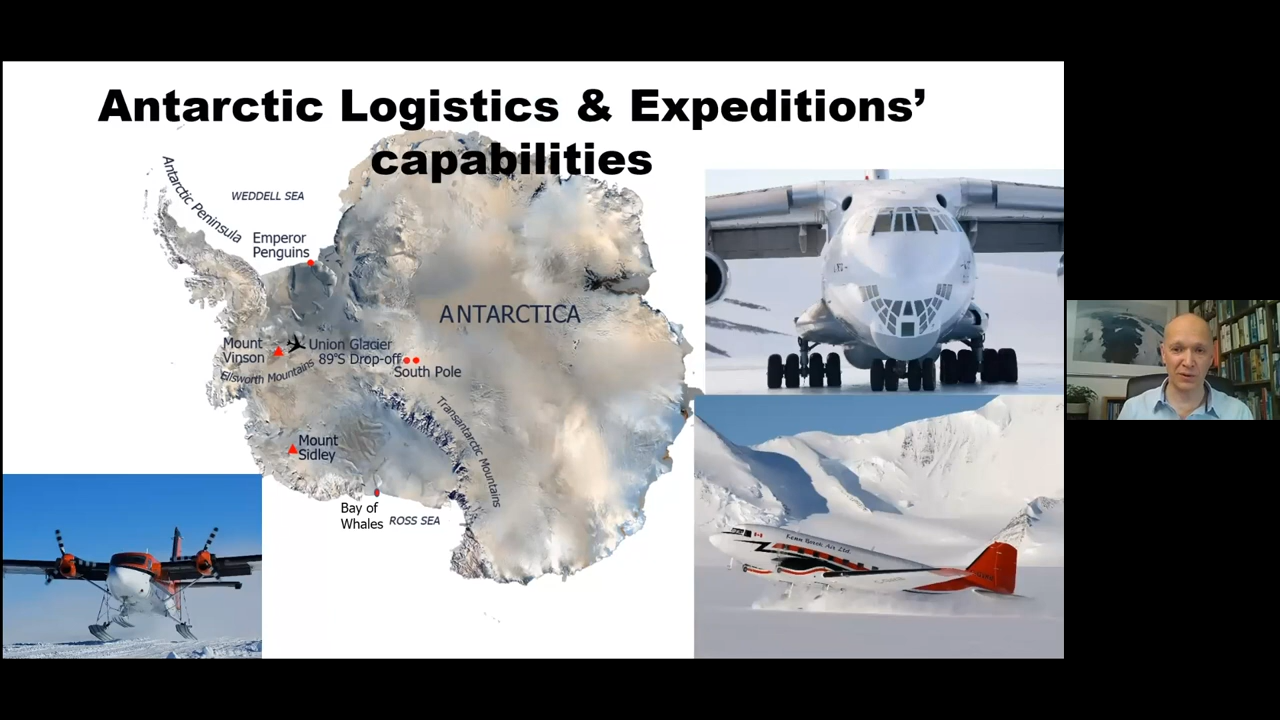 Antarctic Logistics & Expeditions’
capabilities
Antarctic Peninsula
WEDDELL SEA
Emperor
Penguins
ANTARCTICA
Mount
Vinson
Union Glacier
89°S Drop-off
South Pole
Ellsworth Mountains
Transantarctic Mountains
Mount
Sidley
Bay of
Whales
ROSS SEA
Kenn Borek Air Ltd.